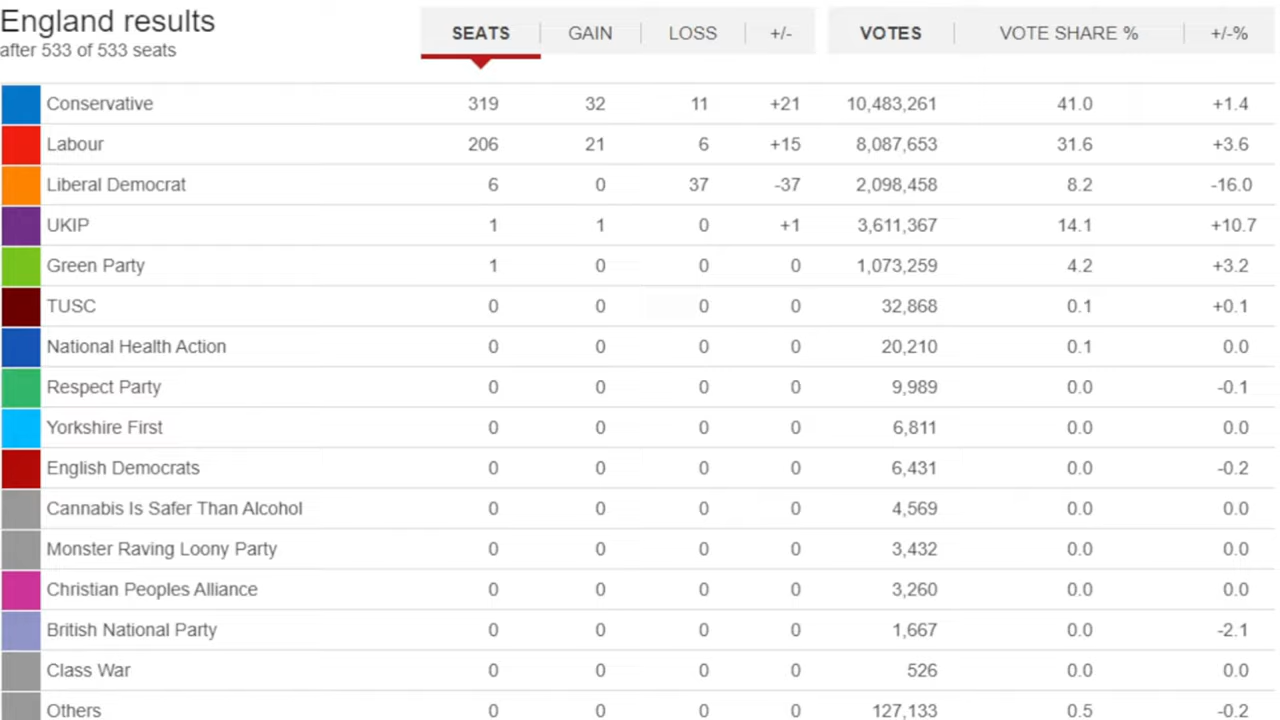 England results
after 533 of 533 seats
SEATS GAIN LOSS +/- VOTES VOTE SHARE % +/-%
Conservative 319 32 11 +21 10,483,261 41.0 +1.4
Labour 206 21 6 +15 8,087,653 31.6 +3.6
Liberal Democrat 6 0 37 -37 2,098,458 8.2 -16.0
UKIP 1 1 0 +1 3,611,367 14.1 +10.7
Green Party 1 0 0 0 1,073,259 4.2 +3.2
TUSC 0 0 0 0 32,868 0.1 +0.1
National Health Action 0 0 0 0 20,210 0.1 0.0
Respect Party 0 0 0 0 9,989 0.0 -0.1
Yorkshire First 0 0 0 0 6,811 0.0 0.0
English Democrats 0 0 0 0 6,431 0.0 -0.2
Cannabis Is Safer Than Alcohol 0 0 0 0 4,569 0.0 0.0
Monster Raving Loony Party 0 0 0 0 3,432 0.0 0.0
Christian Peoples Alliance 0 0 0 0 3,260 0.0 0.0
British National Party 0 0 0 0 1,667 0.0 -2.1
Class War 0 0 0 0 526 0.0 0.0
Others 0 0 0 0 127,133 0.5 -0.2